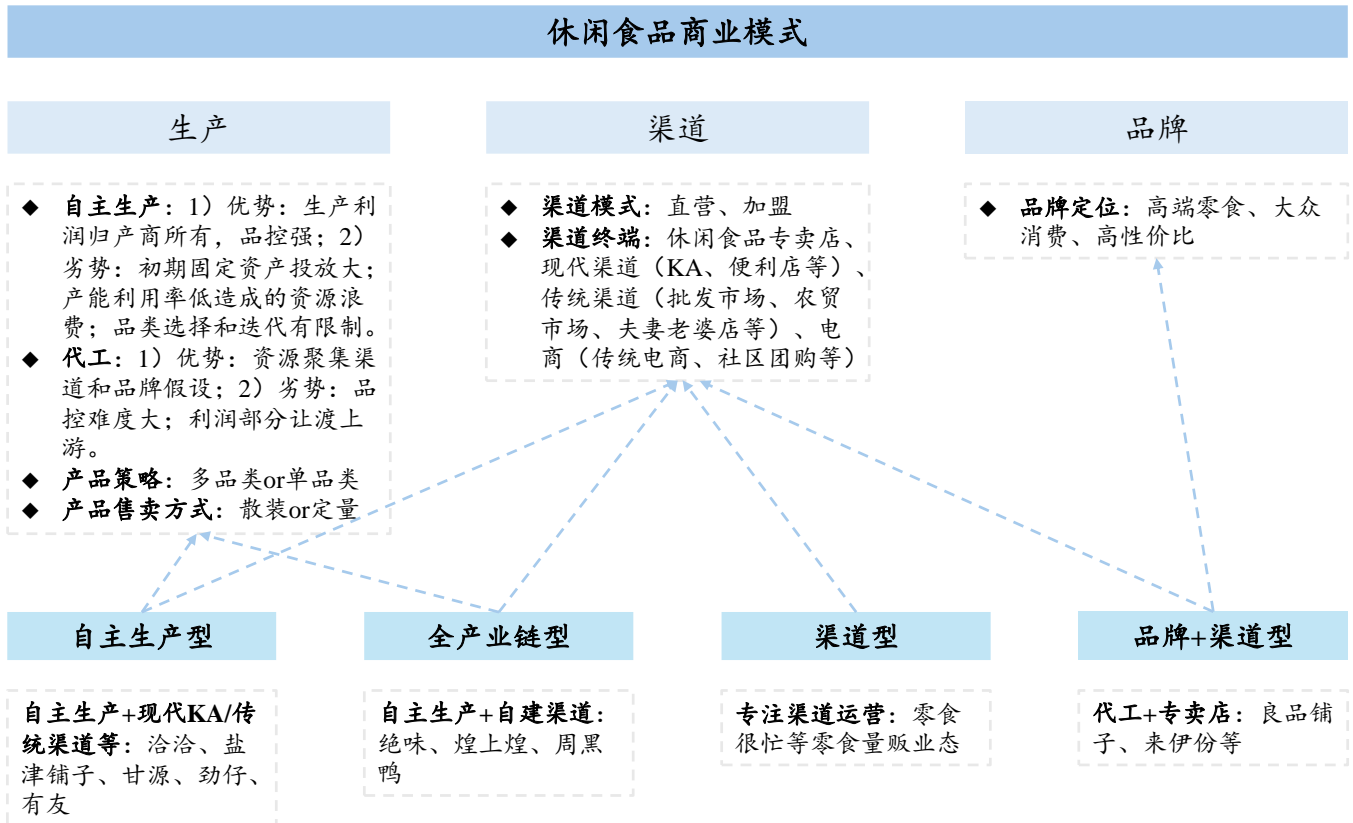 休闲食品商业模式
生产
◆ 自主生产：1）优势：生产利
润归产商所有，品控强；2）
劣势：初期固定资产投放大；
产能利用率低造成的资源浪
费；品类选择和迭代有限制。
◆ 代工：1）优势：资源聚集渠
道和品牌假设；2）劣势：品
控难度大；利润部分让渡上
游。
◆ 产品策略：多品类or单品类
◆ 产品售卖方式：散装or定量
渠道
◆ 渠道模式：直营、加盟
◆ 渠道终端：休闲食品专卖店、
现代渠道（KA、便利店等）、
传统渠道（批发市场、农贸
市场、夫妻老婆店等）、电
商（传统电商、社区团购等）
品牌
◆ 品牌定位：高端零食、大众
消费、高性价比
自主生产型
自主生产+现代KA/传
统渠道等：洽洽、盐
津铺子、甘源、劲仔、
有友
全产业链型
自主生产+自建渠道：
绝味、煌上煌、周黑
鸭
渠道型
专注渠道运营：零食
很忙等零食量贩业态
品牌+渠道型
代工+专卖店：良品铺
子、来伊份等